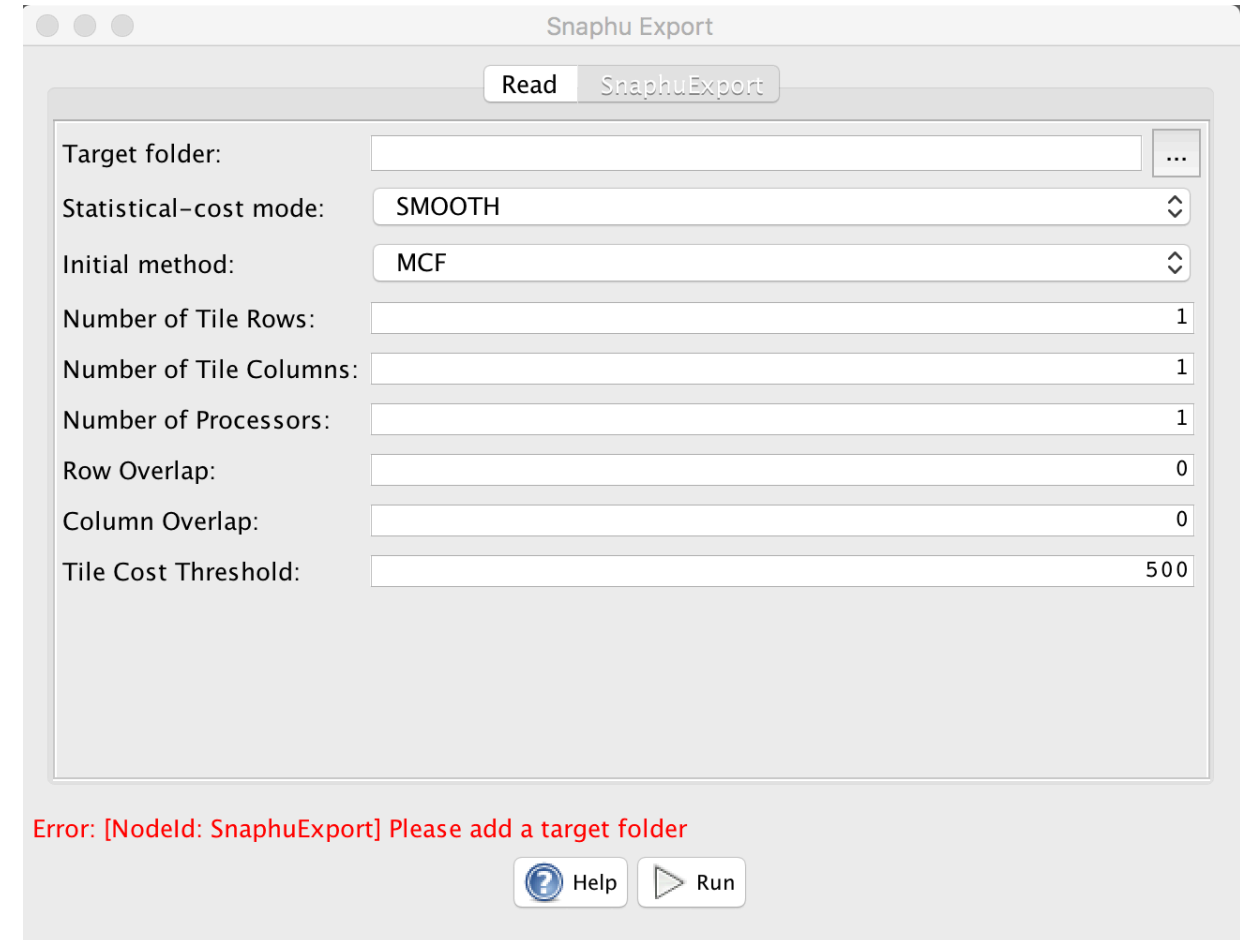 Snaphu Export
Read SnaphuExport
Target folder: ...
Statistical-cost mode: SMOOTH
Initial method: MCF
Number of Tile Rows: 1
Number of Tile Columns: 1
Number of Processors: 1
Row Overlap: 0
Column Overlap: 0
Tile Cost Threshold: 500
Error: [NodeId: SnaphuExport] Please add a target folder
? Help Run